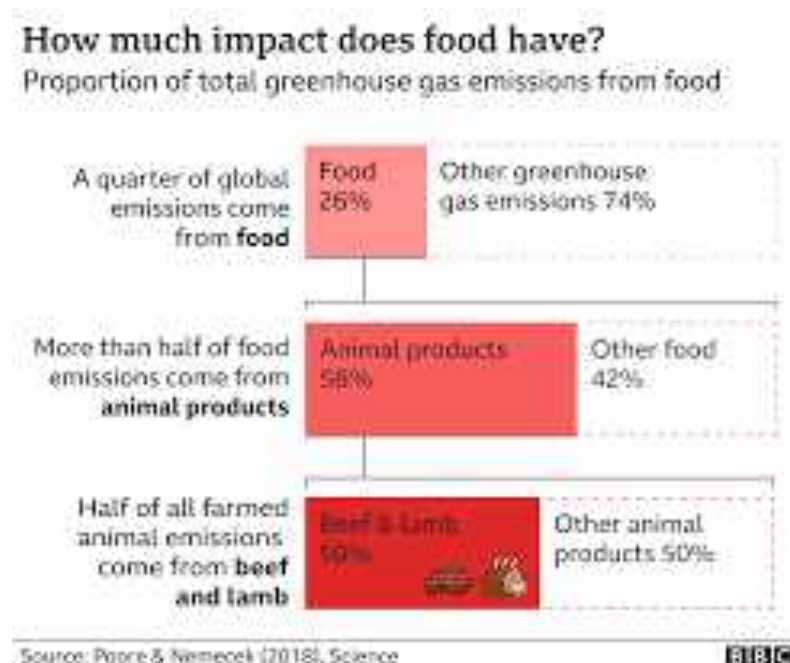 How much impact does food have?
Proportion of total greenhouse gas emissions from food
A quarter of global
emissions come
from food
Food
26%
Other greenhouse
gas emissions 74%
More than half of food
emissions come from
animal products
Animal products
58%
Other food
42%
Half of all farmed
animal emissions
come from beef
and lamb
Beef & Lamb
50%
Other animal
products 50%
Source: Poore & Nemecek (2018), Science
BBC